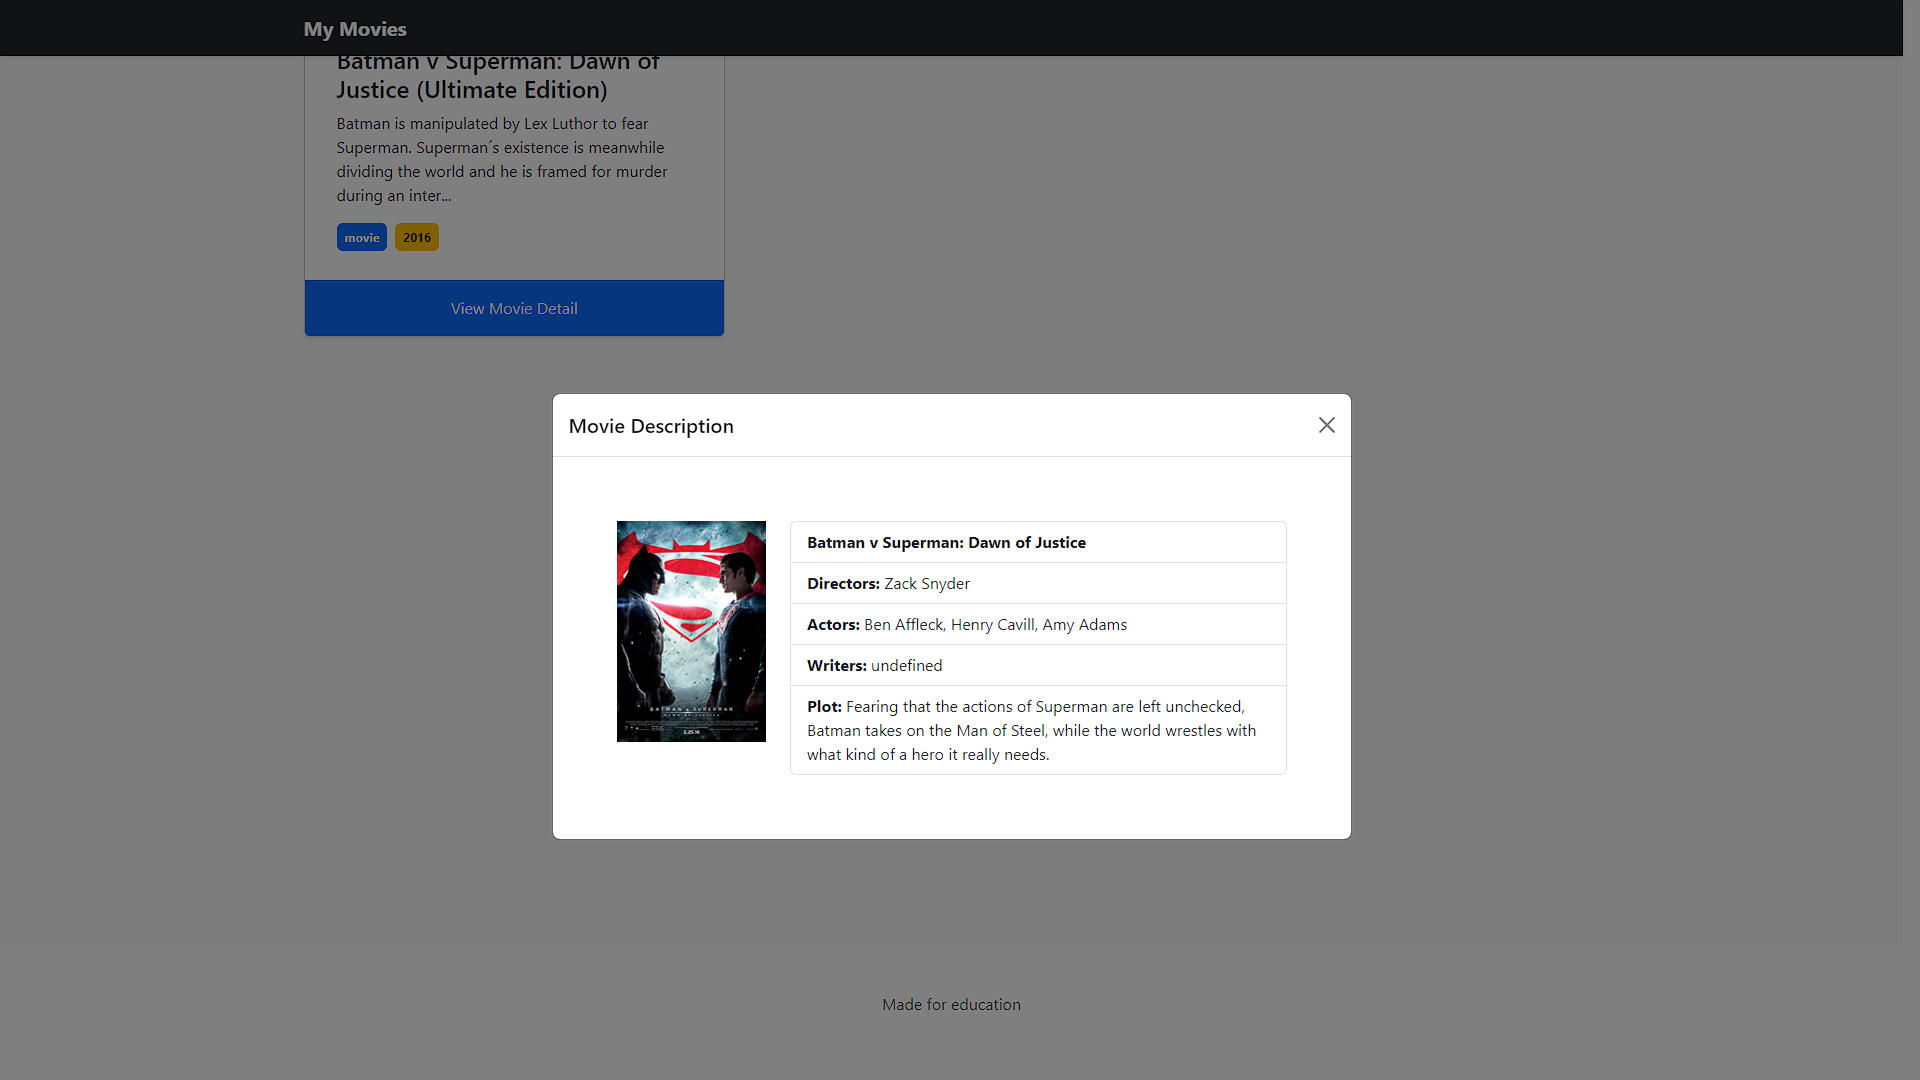 My Movies
Batman v Superman: Dawn of
Justice (Ultimate Edition)
Batman is manipulated by Lex Luthor to fear
Superman. Superman´s existence is meanwhile
dividing the world and he is framed for murder
during an inter...
movie 2016
View Movie Detail
Movie Description
Batman v Superman: Dawn of Justice
Directors: Zack Snyder
Actors: Ben Affleck, Henry Cavill, Amy Adams
Writers: undefined
Plot: Fearing that the actions of Superman are left unchecked,
Batman takes on the Man of Steel, while the world wrestles with
what kind of a hero it really needs.
BATMAN v SUPERMAN
Made for education